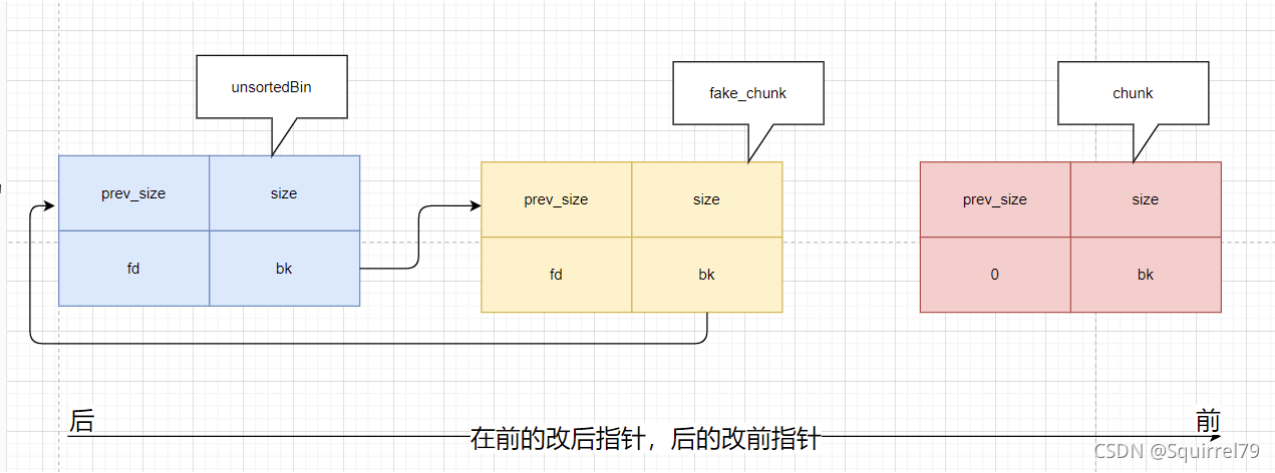 unsortedBin
fake_chunk
chunk
prev_size size
fd bk
prev_size size
fd bk
prev_size size
0 bk
后
前
在前的改后指针，后的改前指针
CSDN @Squirrel79